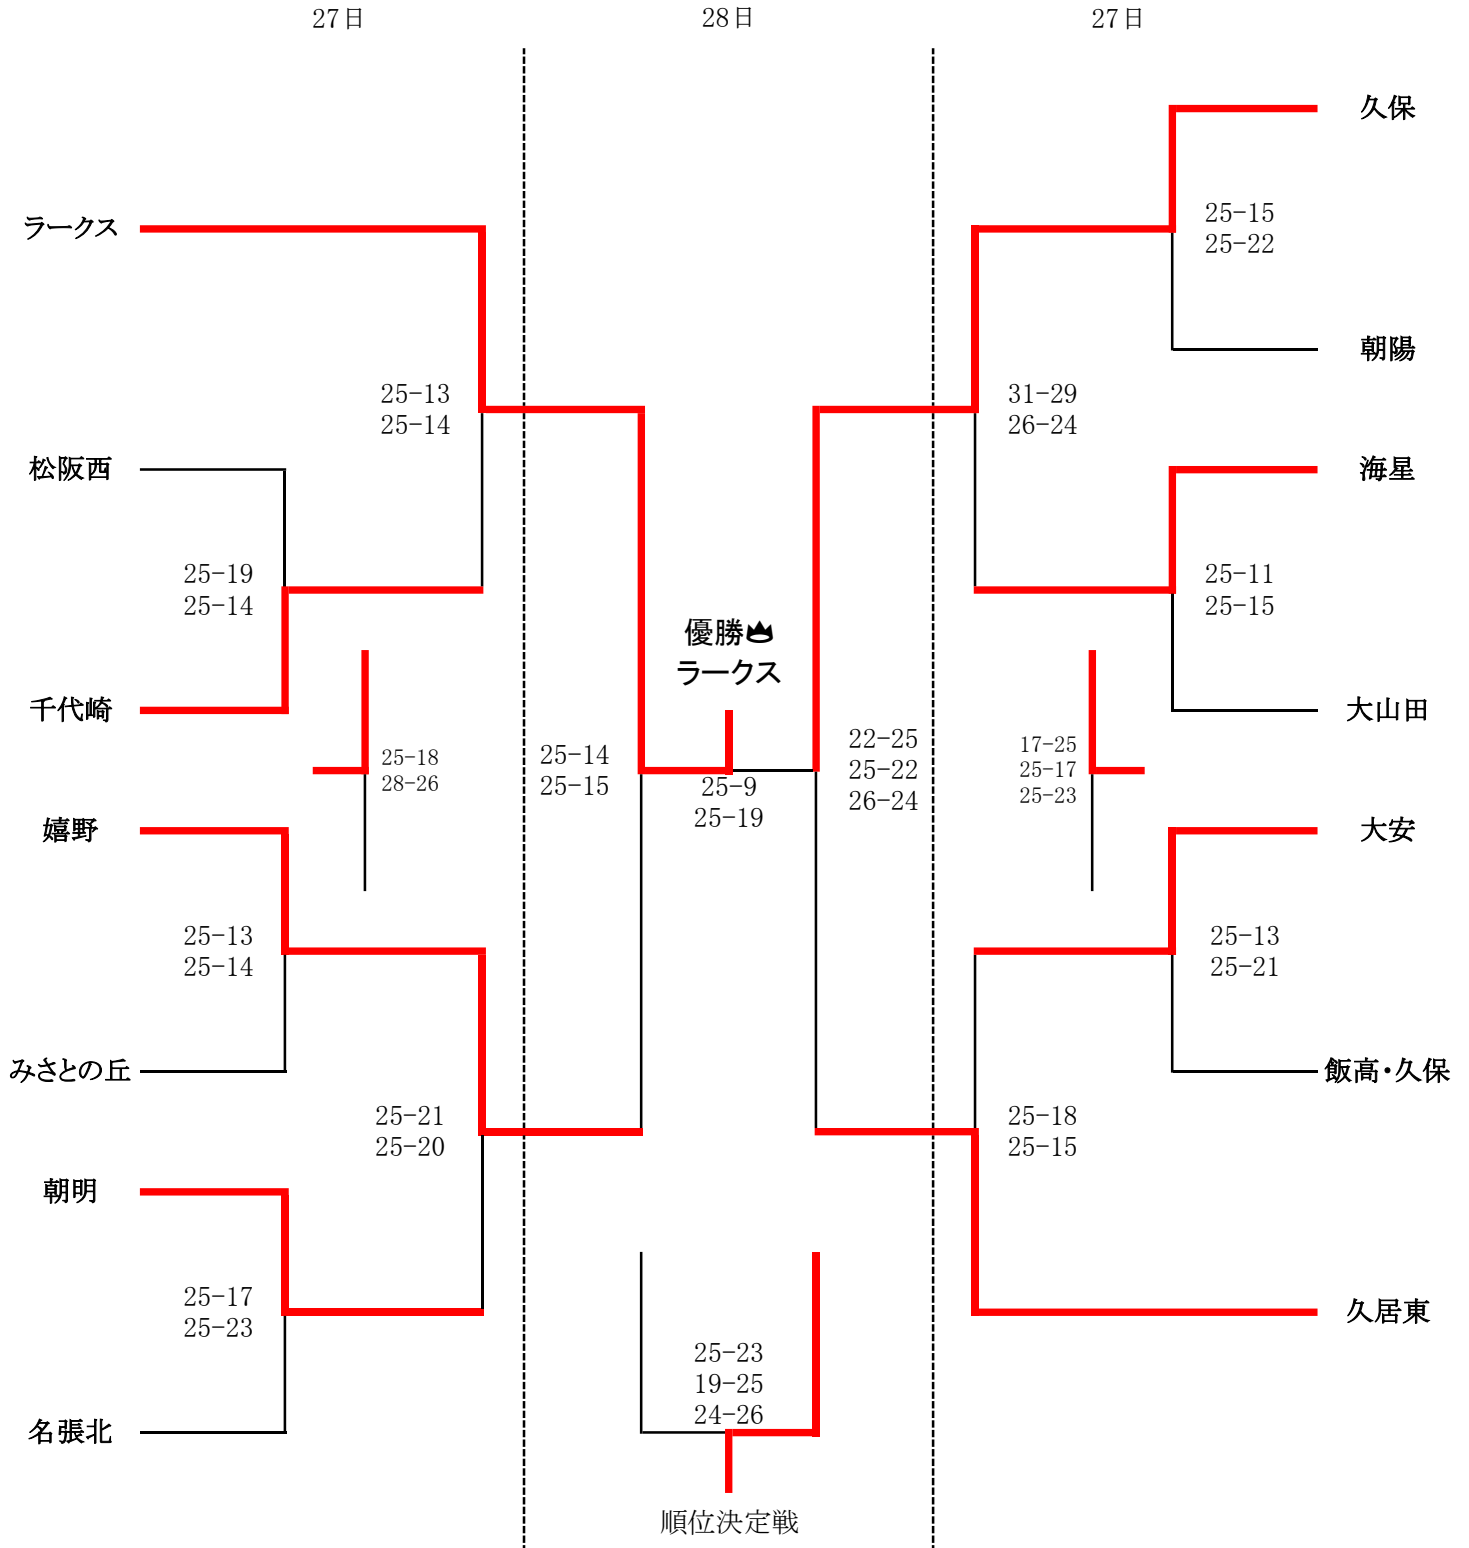 27日
28日
27日
久保
ラークス
25-15
25-22
朝陽
25-13
25-14
31-29
26-24
松阪西
海星
25-19
25-14
25-11
25-15
優勝
ラークス
千代崎
大山田
25-18
28-26
25-14
25-15
25-9
25-19
22-25
25-22
26-24
17-25
25-17
25-23
嬉野
大安
25-13
25-14
25-13
25-21
みさとの丘
飯高・久保
25-21
25-20
25-18
25-15
朝明
25-17
25-23
久居東
25-23
19-25
24-26
名張北
順位決定戦